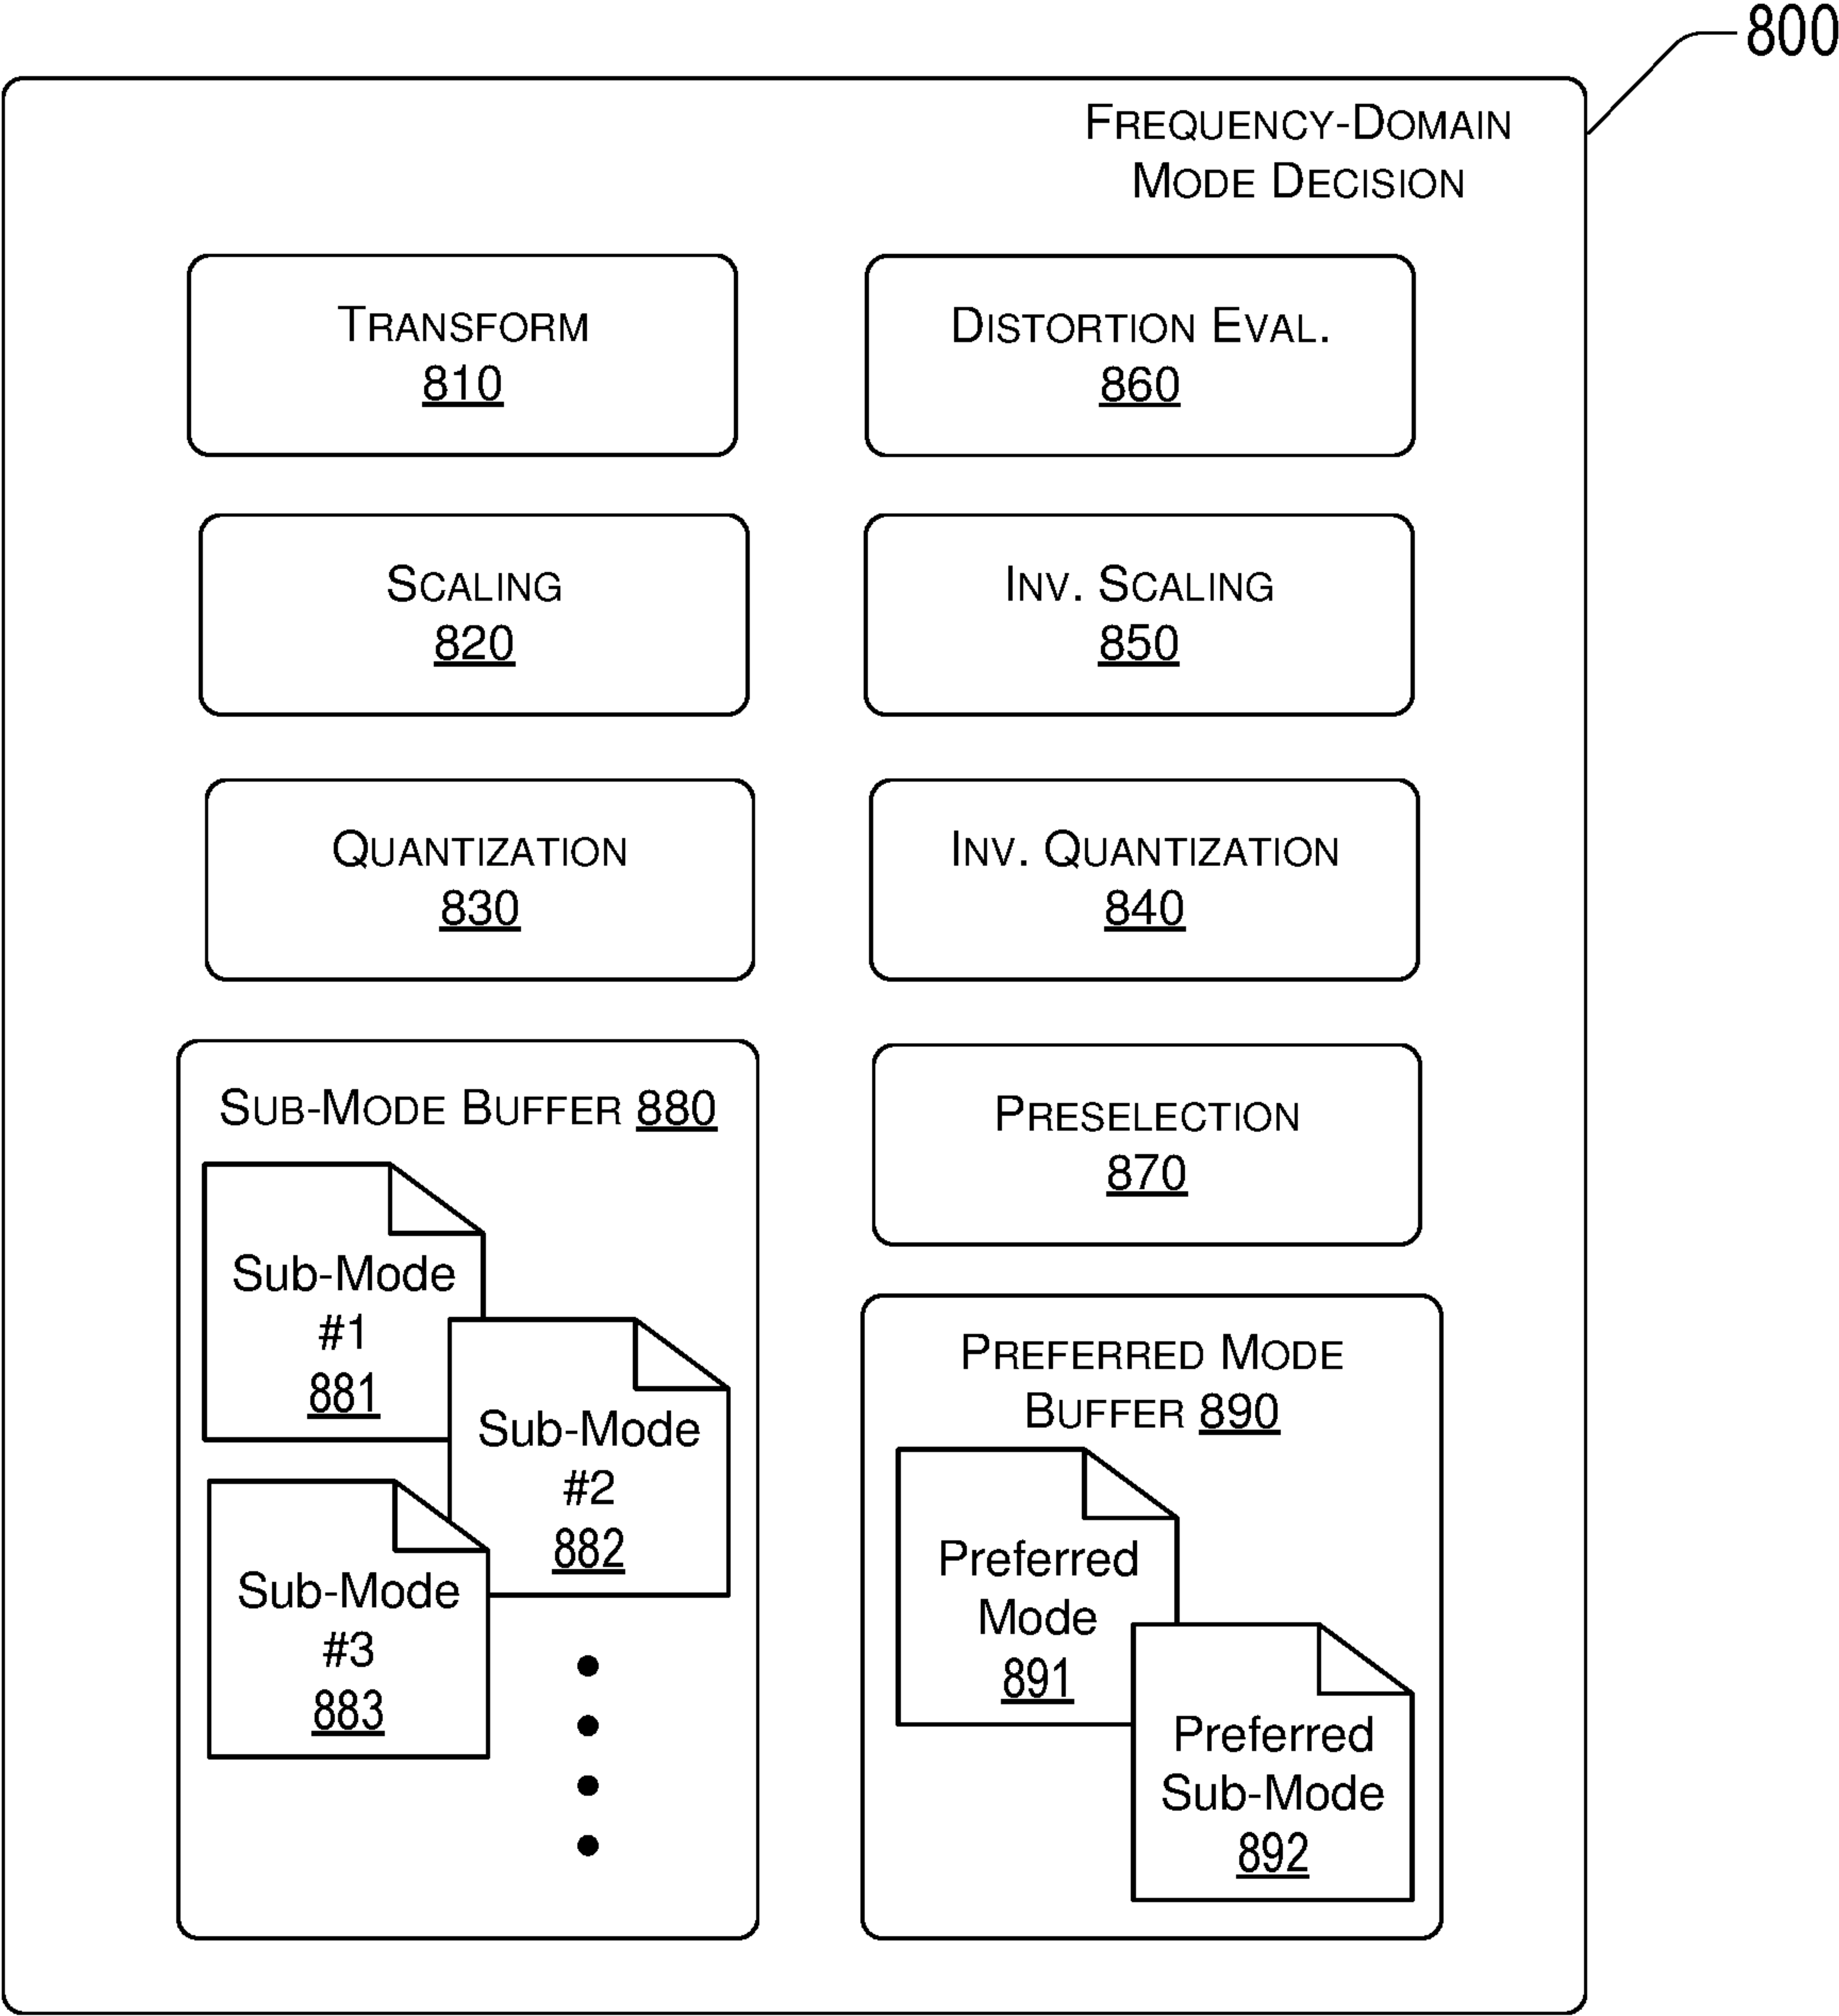 800
FREQUENCY-DOMAIN
MODE DECISION
TRANSFORM
810
DISTORTION EVAL.
860
SCALING
820
INV. SCALING
850
QUANTIZATION
830
INV. QUANTIZATION
840
SUB-MODE BUFFER 880
Sub-Mode
#1
881
Sub-Mode
#2
882
Sub-Mode
#3
883
PRESELECTION
870
PREFERRED MODE
BUFFER 890
Preferred
Mode
891
Preferred
Sub-Mode
892